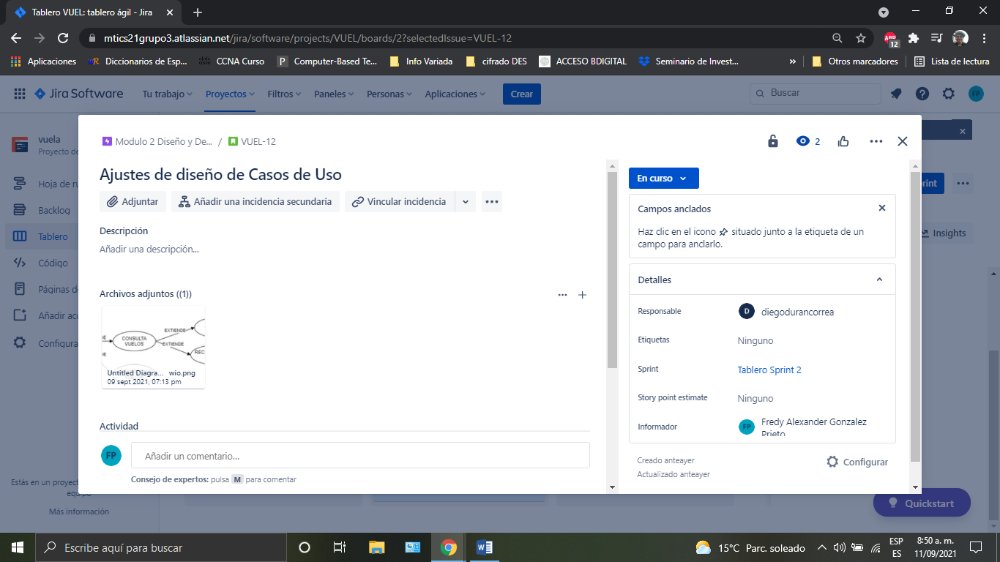 Tablero VUEL: tablero ágil - Jira
mtics21grupo3.atlassian.net/jira/software/projects/VUEL/boards/2?selectedIssue=VUEL-12
ABP
12
Aplicaciones
Diccionarios de Esp...
CCNA Curso
Computer-Based Te...
Info Variada
cifrado DES
ACCESO BDIGITAL
Seminario de Invest...
»
Otros marcadores
Lista de lectura
Jira Software
Tu trabajo
Proyectos
Filtros
Paneles
Personas
Aplicaciones
Crear
Buscar
FP
vuela
Proyecto de
Hoja de ru
Backlog
Tablero
Código
Páginas d
Añadir acc
Configura
Estás en un proyect
equipo
Más información
rint
Insights
Quickstart
Modulo 2 Diseño y De... / VUEL-12
2
Ajustes de diseño de Casos de Uso
Adjuntar
Añadir una incidencia secundaria
Vincular incidencia
Descripción
Añadir una descripción...
Archivos adjuntos ((1))
EXTIENDE
CONSULTA
VUELOS
EXTIENDE
REC
Untitled Diagra... wio.png
09 sept 2021, 07:13 pm
Actividad
FP
Añadir un comentario...
Consejo de expertos: pulsa M para comentar
En curso
Campos anclados
Haz clic en el icono situado junto a la etiqueta de un
campo para anclarlo.
Detalles
Responsable
D diegodurancorrea
Etiquetas
Ninguno
Sprint
Tablero Sprint 2
Story point estimate
Ninguno
Informador
FP Fredy Alexander Gonzalez
Prieto
Creado anteayer
Actualizado anteayer
Configurar
Escribe aquí para buscar
15°C Parc. soleado
ESP
ES
8:50 a. m.
11/09/2021